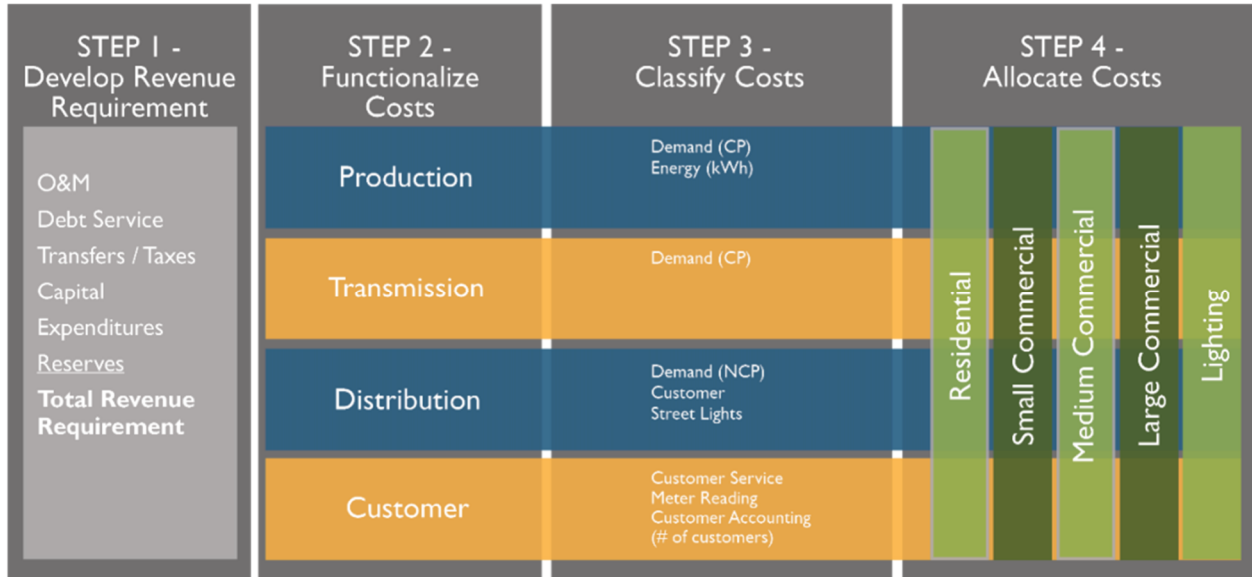 STEP 1 -
Develop Revenue
Requirement
O&M
Debt Service
Transfers / Taxes
Capital
Expenditures
Reserves
Total Revenue
Requirement
STEP 2 -
Functionalize
Costs
Production
Transmission
Distribution
Customer
STEP 3 -
Classify Costs
Demand (CP)
Energy (kWh)
Demand (CP)
Demand (NCP)
Customer
Street Lights
Customer Service
Meter Reading
Customer Accounting
(# of customers)
STEP 4 -
Allocate Costs
Residential
Small Commercial
Medium Commercial
Large Commercial
Lighting